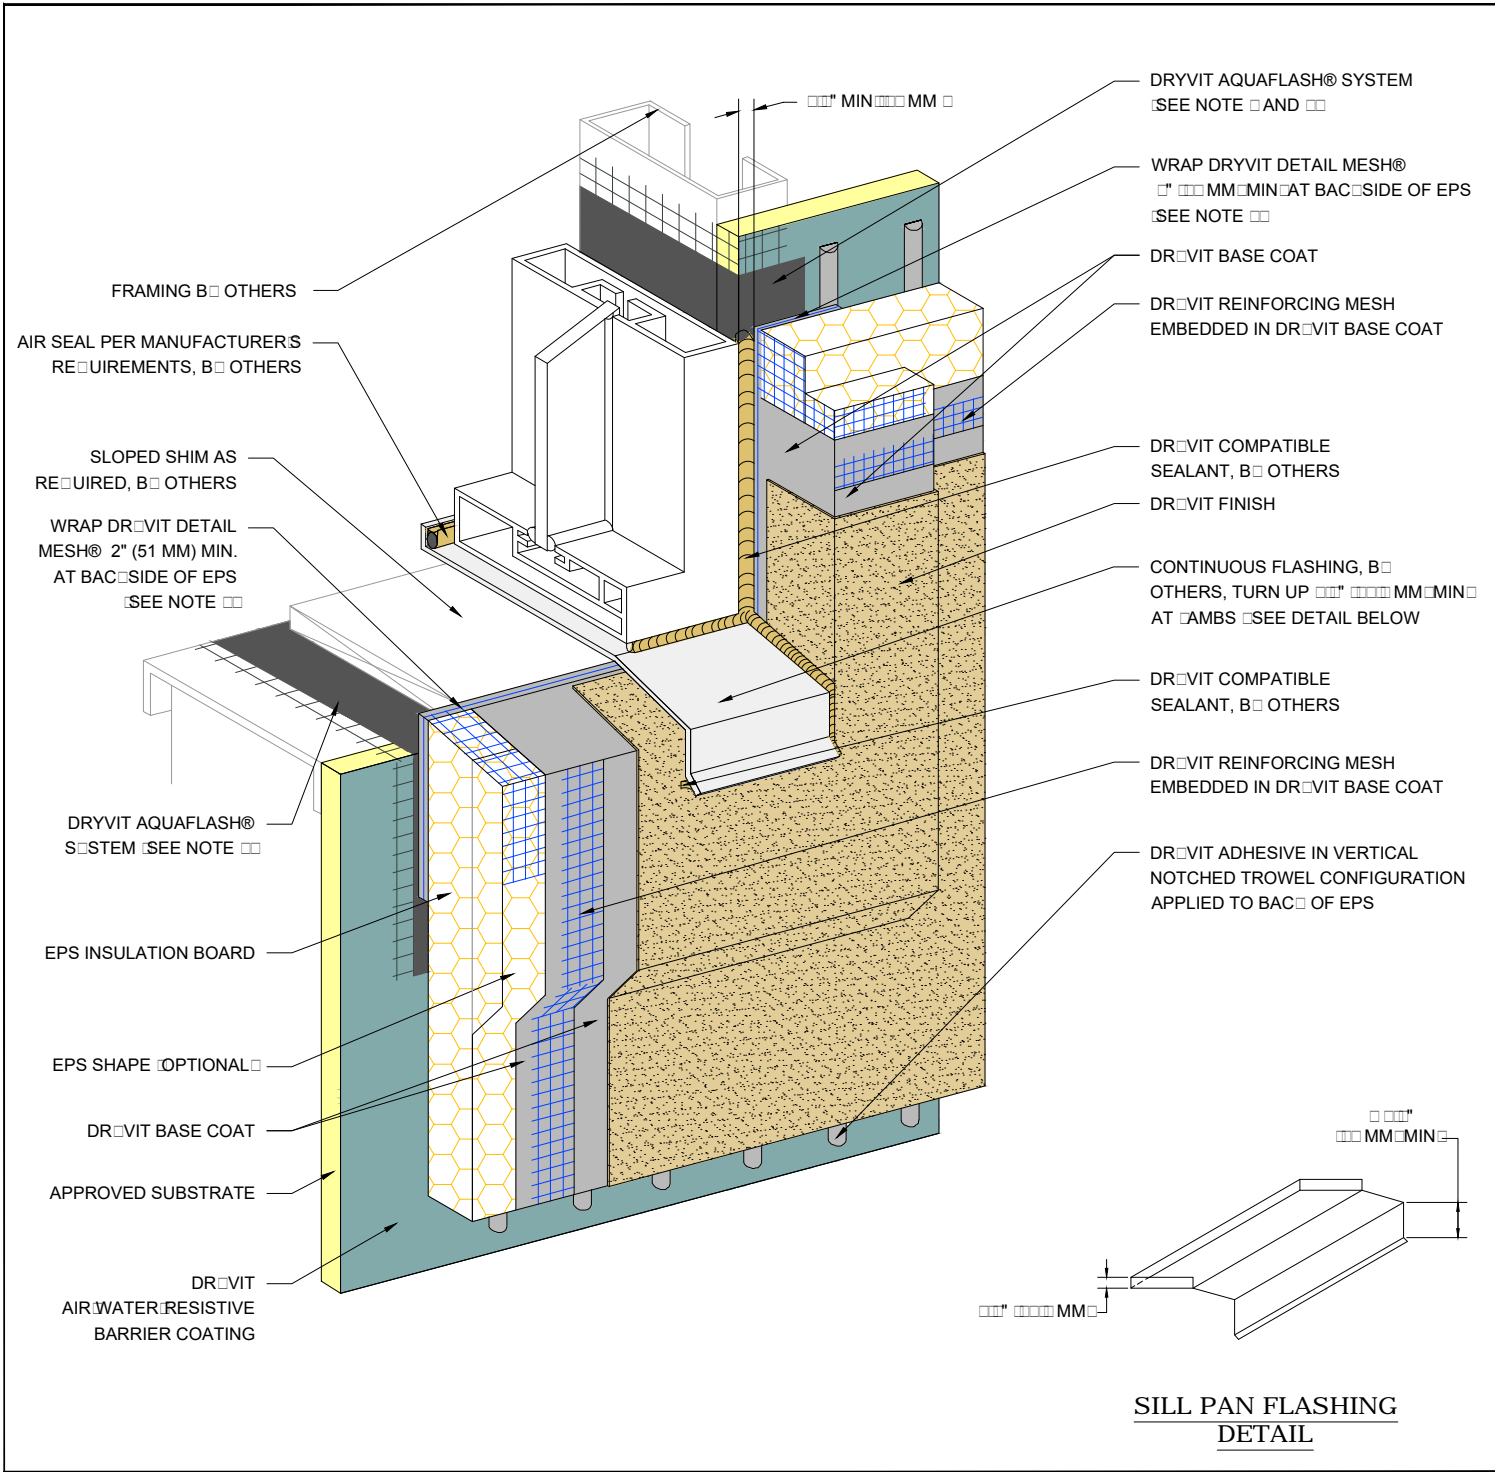 □□□" MIN□□□ MM □
DRYVIT AQUAFLASH® SYSTEM
□SEE NOTE □ AND □□
WRAP DRYVIT DETAIL MESH®
□" □□□ MM□MIN□AT BAC□SIDE OF EPS
□SEE NOTE □□
DR□VIT BASE COAT
DR□VIT REINFORCING MESH
EMBEDDED IN DR□VIT BASE COAT
DR□VIT COMPATIBLE
SEALANT, B□ OTHERS
DR□VIT FINISH
CONTINUOUS FLASHING, B□
OTHERS, TURN UP □□□" □□□□ MM□MIN□
AT □AMBS □SEE DETAIL BELOW
DR□VIT COMPATIBLE
SEALANT, B□ OTHERS
DR□VIT REINFORCING MESH
EMBEDDED IN DR□VIT BASE COAT
DR□VIT ADHESIVE IN VERTICAL
NOTCHED TROWEL CONFIGURATION
APPLIED TO BAC□ OF EPS
FRAMING B□ OTHERS
AIR SEAL PER MANUFACTURER□S
RE□UIREMENTS, B□ OTHERS
SLOPED SHIM AS
RE□UIRED, B□ OTHERS
WRAP DR□VIT DETAIL
MESH® 2" (51 MM) MIN.
AT BAC□SIDE OF EPS
□SEE NOTE □□
DRYVIT AQUAFLASH®
S□STEM □SEE NOTE □□
EPS INSULATION BOARD
EPS SHAPE □OPTIONAL□
DR□VIT BASE COAT
APPROVED SUBSTRATE
DR□VIT
AIR□WATER□RESISTIVE
BARRIER COATING
□ □□□"
□□□ MM□MIN□
□□□" □□□□ MM□
SILL PAN FLASHING
DETAIL